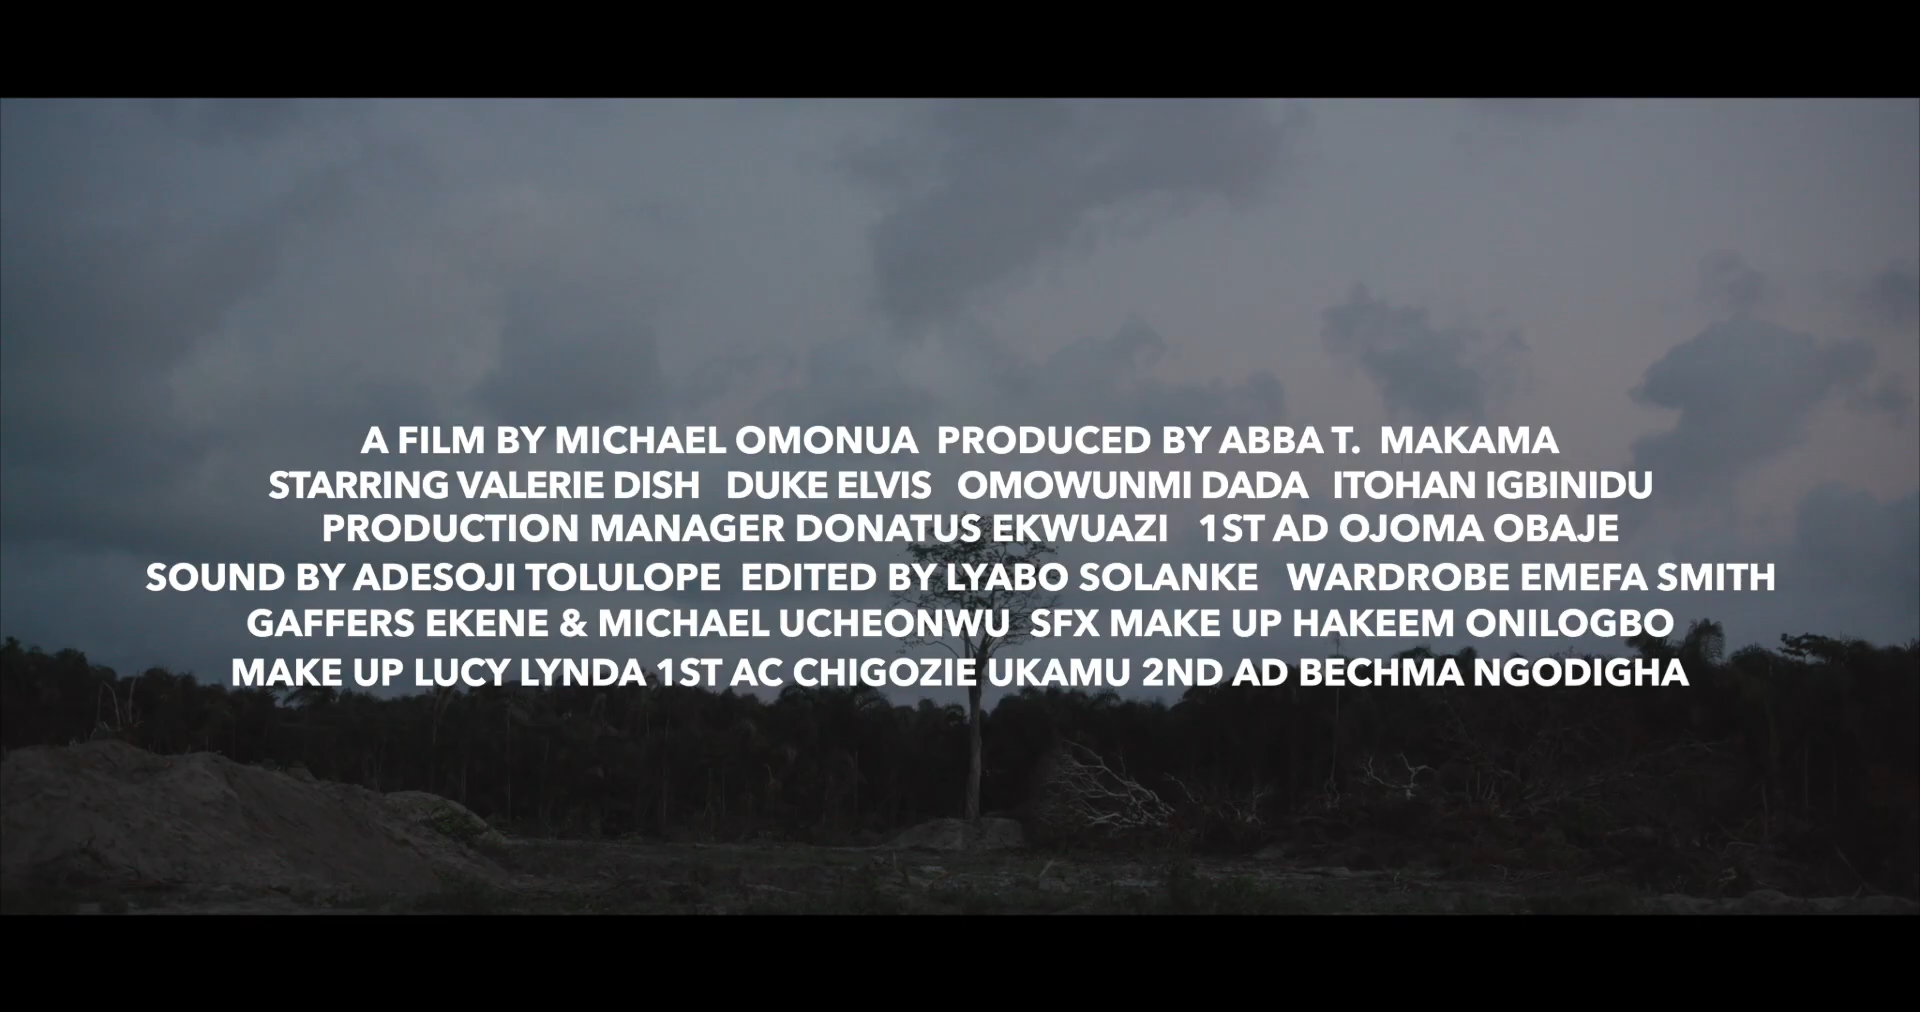 A FILM BY MICHAEL OMONUA PRODUCED BY ABBA T. MAKAMA
STARRING VALERIE DISH DUKE ELVIS OMOWUNMI DADA ITOHAN IGBINIDU
PRODUCTION MANAGER DONATUS EKWUAZI 1ST AD OJOMA OBAJE
SOUND BY ADESOJI TOLULOPE EDITED BY LYABO SOLANKE WARDROBE EMEFA SMITH
GAFFERS EKENE & MICHAEL UCHEONWU SFX MAKE UP HAKEEM ONILOGBO
MAKE UP LUCY LYNDA 1ST AC CHIGOZIE UKAMU 2ND AD BECHMA NGODIGHA